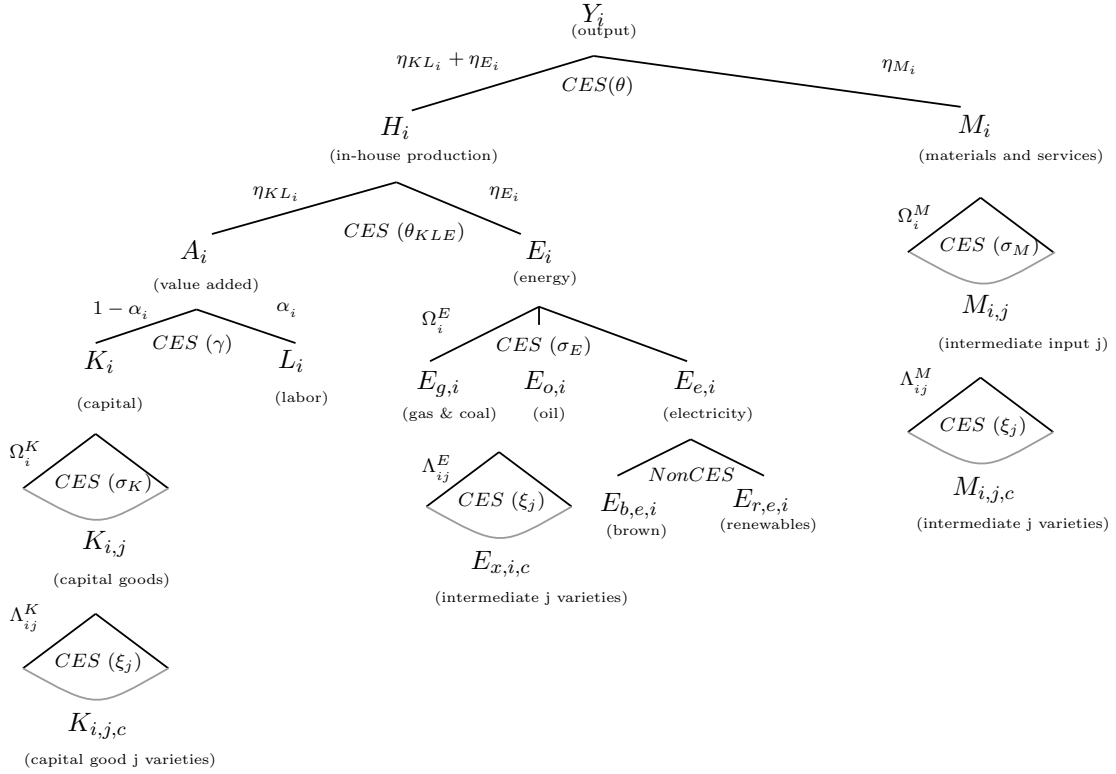 Y_i
(output)
η_{KL_i} + η_{E_i}
η_{M_i}
CES(θ)
H_i
M_i
(in-house production)
(materials and services)
η_{KL_i}
η_{E_i}
Ω_i^M
CES (θ_{KLE})
CES (σ_M)
A_i
E_i
(value added)
(energy)
1 − α_i
α_i
M_{i,j}
Ω_i^E
CES (γ)
CES (σ_E)
(intermediate input j)
K_i
L_i
E_{g,i}
E_{o,i}
E_{e,i}
Λ_{ij}^M
(capital)
(labor)
(gas & coal)
(oil)
(electricity)
CES (ξ_j)
Ω_i^K
CES (σ_K)
Λ_{ij}^E
CES (ξ_j)
NonCES
M_{i,j,c}
E_{b,e,i}
E_{r,e,i}
(intermediate j varieties)
(brown)
(renewables)
K_{i,j}
E_{x,i,c}
(capital goods)
(intermediate j varieties)
Λ_{ij}^K
CES (ξ_j)
K_{i,j,c}
(capital good j varieties)